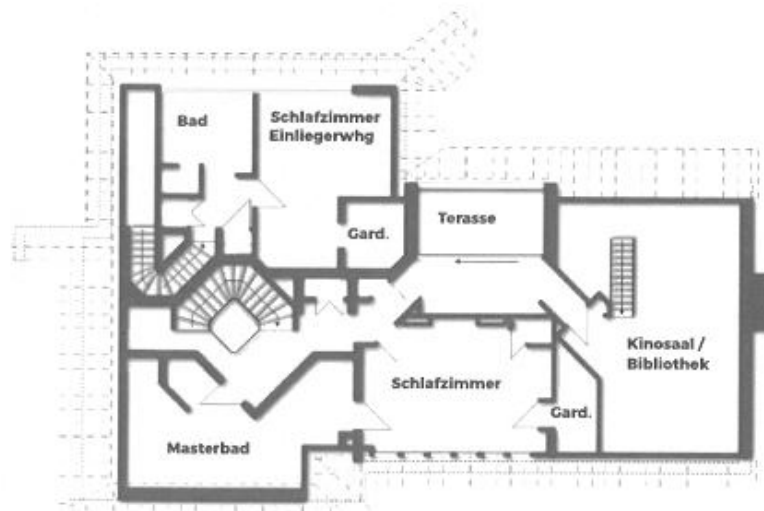 Bad
Schlafzimmer
Einliegerwhg
Gard.
Terasse
Kinosaal /
Bibliothek
Schlafzimmer
Gard.
Masterbad